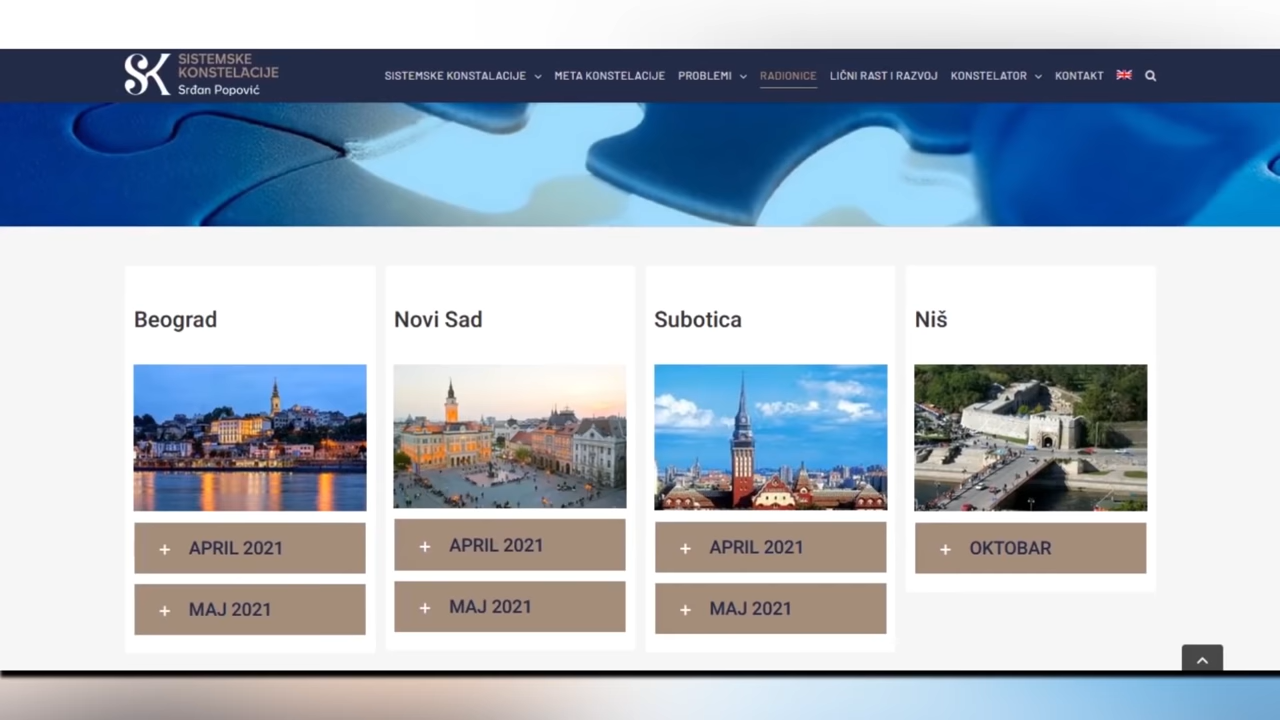 SK
SISTEMSKE
KONSTELACIJE
Srđan Popović
SISTEMSKE KONSTALACIJE
META KONSTELACIJE
PROBLEMI
RADIONICE
LIČNI RAST I RAZVOJ
KONSTELATOR
KONTAKT
Beograd
+ APRIL 2021
+ MAJ 2021
Novi Sad
+ APRIL 2021
+ MAJ 2021
Subotica
+ APRIL 2021
+ MAJ 2021
Niš
+ OKTOBAR